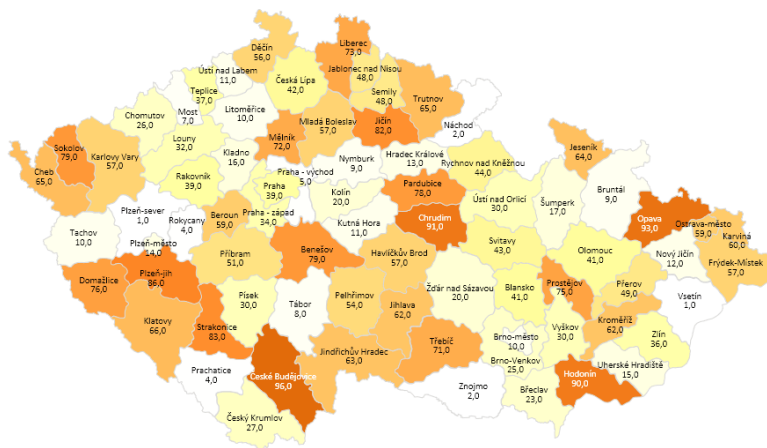 Děčín
56,0
Liberec
73,0
Ústí nad Labem
11,0
Jablonec nad Nisou
48,0
Teplice
37,0
Česká Lípa
42,0
Semily
48,0
Trutnov
65,0
Chomutov
26,0
Most
7,0
Litoměřice
10,0
Mladá Boleslav
57,0
Jičín
82,0
Náchod
2,0
Louny
32,0
Mělník
72,0
Sokolov
79,0
Karlovy Vary
57,0
Kladno
16,0
Nymburk
9,0
Hradec Králové
13,0
Rychnov nad Kněžnou
44,0
Jeseník
64,0
Cheb
65,0
Rakovník
39,0
Praha - východ
5,0
Praha
39,0
Kolín
20,0
Pardubice
78,0
Bruntál
9,0
Plzeň-sever
1,0
Rokycany
4,0
Beroun
59,0
Praha - západ
34,0
Kutná Hora
11,0
Chrudim
91,0
Ústí nad Orlicí
30,0
Šumperk
17,0
Opava
93,0
Ostrava-město
59,0
Karviná
60,0
Tachov
10,0
Plzeň-město
14,0
Příbram
51,0
Benešov
79,0
Havlíčkův Brod
57,0
Svitavy
43,0
Olomouc
41,0
Nový Jičín
12,0
Frýdek-Místek
57,0
Domažlice
76,0
Plzeň-jih
86,0
Písek
30,0
Tábor
8,0
Pelhřimov
54,0
Jihlava
62,0
Žďár nad Sázavou
20,0
Blansko
41,0
Prostějov
75,0
Přerov
49,0
Vsetín
1,0
Klatovy
66,0
Strakonice
83,0
Jindřichův Hradec
63,0
Třebíč
71,0
Brno-město
10,0
Vyškov
30,0
Kroměříž
62,0
Zlín
36,0
Prachatice
4,0
České Budějovice
96,0
Brno-Venkov
25,0
Hodonín
90,0
Uherské Hradiště
15,0
Znojmo
2,0
Břeclav
23,0
Český Krumlov
27,0